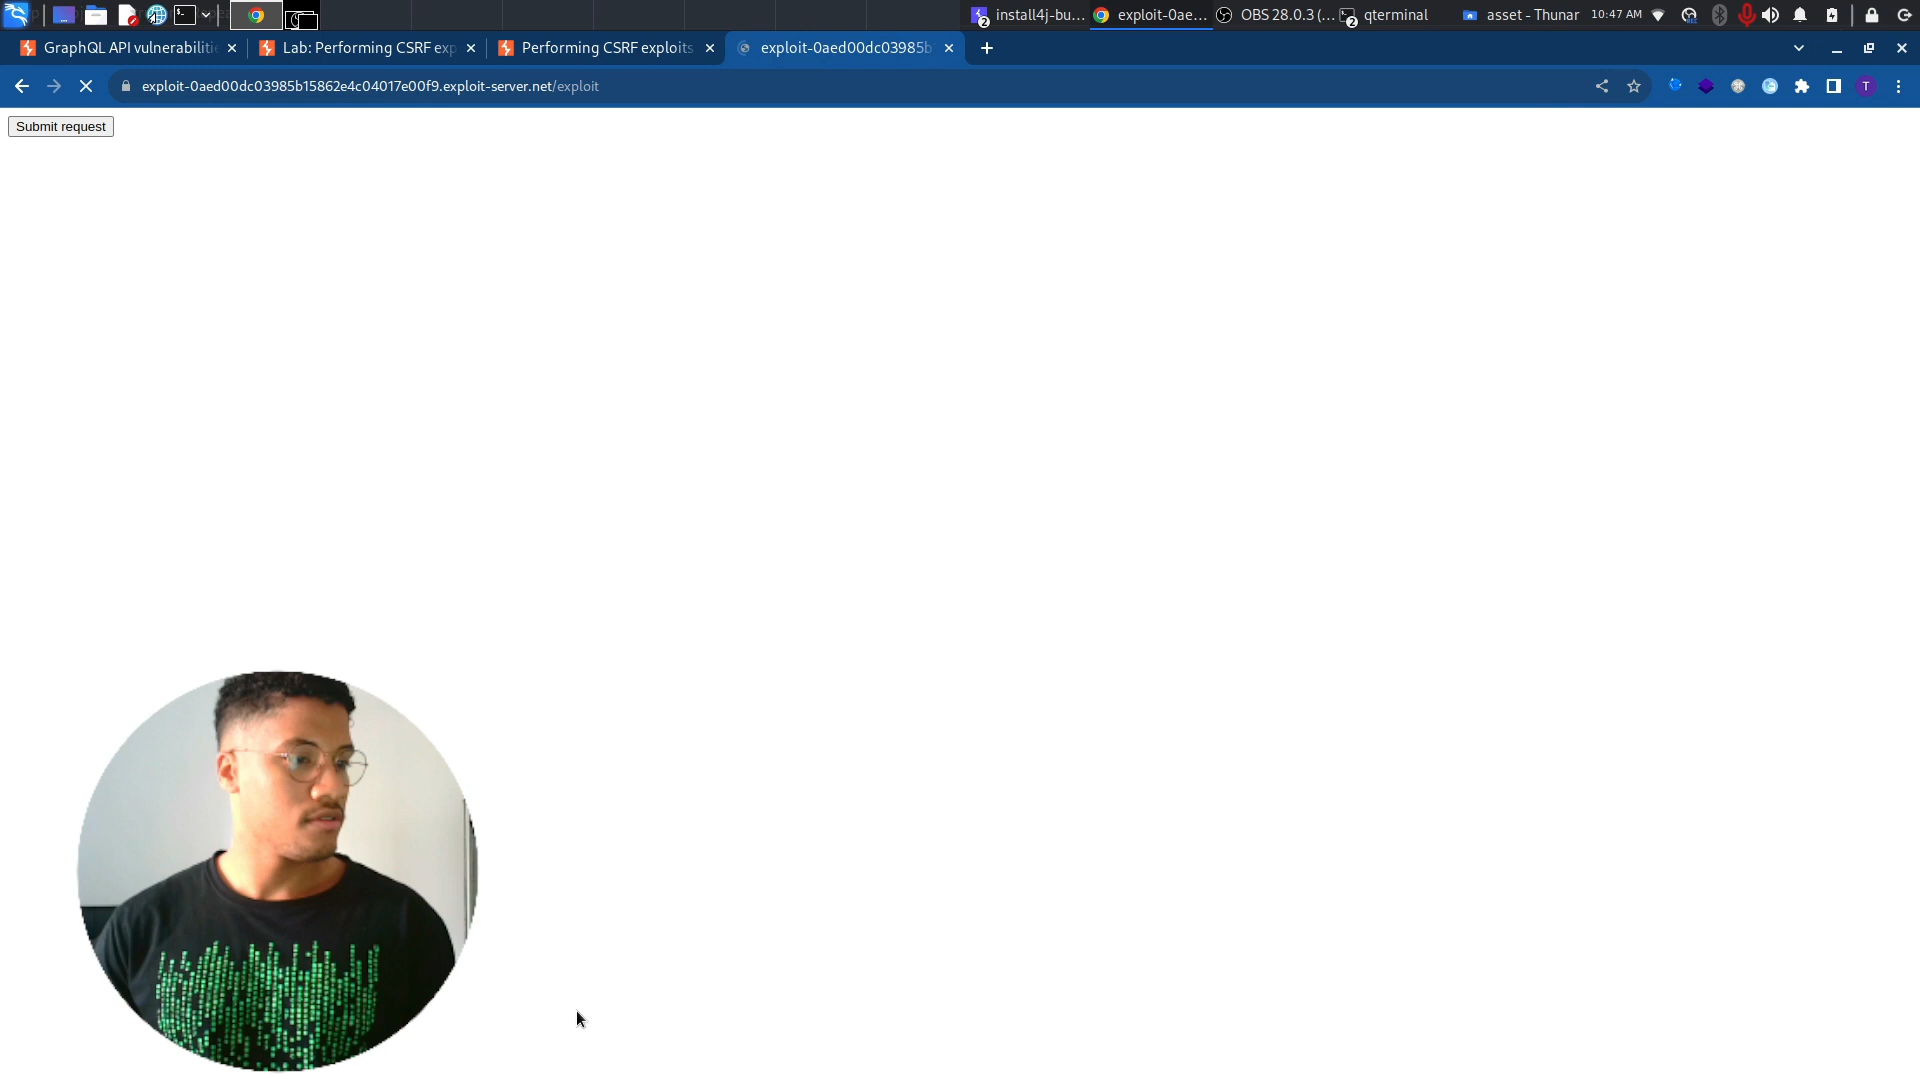 install4j-bu...
exploit-0ae...
OBS 28.0.3 (...
qterminal
asset - Thunar
10:47 AM
GraphQL API vulnerabiliti
Lab: Performing CSRF exp
Performing CSRF exploits
exploit-0aed00dc03985b
exploit-0aed00dc03985b15862e4c04017e00f9.exploit-server.net/exploit
T
Submit request